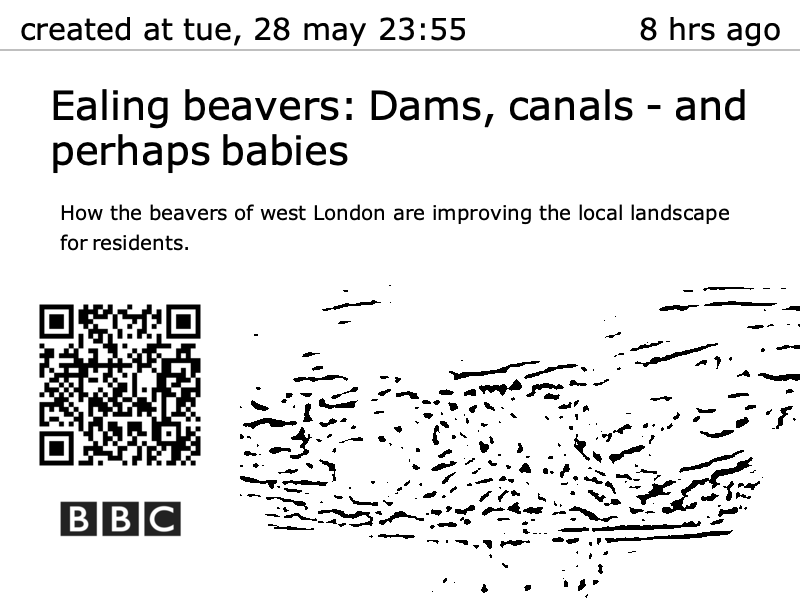 created at tue, 28 may 23:55 8 hrs ago
Ealing beavers: Dams, canals - and
perhaps babies
How the beavers of west London are improving the local landscape
for residents.
BBC